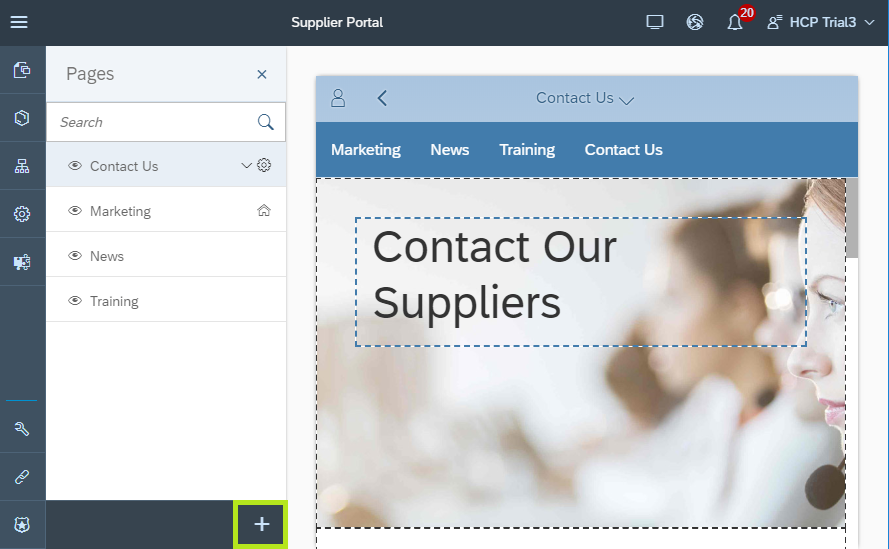 Supplier Portal
20
HCP Trial3
Pages
Search
Contact Us
Marketing
News
Training
Contact Us
Marketing News Training Contact Us
Contact Our
Suppliers